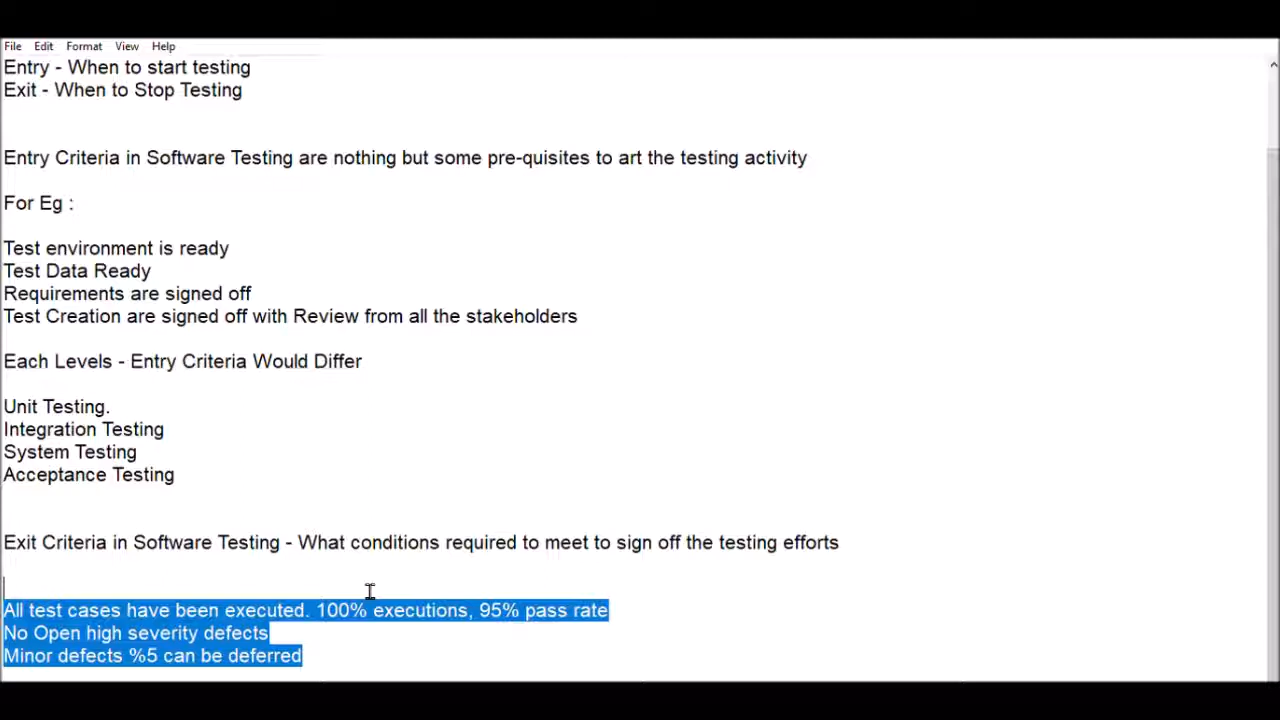 File Edit Format View Help
Entry - When to start testing
Exit - When to Stop Testing
Entry Criteria in Software Testing are nothing but some pre-quisites to art the testing activity
For Eg :
Test environment is ready
Test Data Ready
Requirements are signed off
Test Creation are signed off with Review from all the stakeholders
Each Levels - Entry Criteria Would Differ
Unit Testing.
Integration Testing
System Testing
Acceptance Testing
Exit Criteria in Software Testing - What conditions required to meet to sign off the testing efforts
All test cases have been executed. 100% executions, 95% pass rate
No Open high severity defects
Minor defects %5 can be deferred